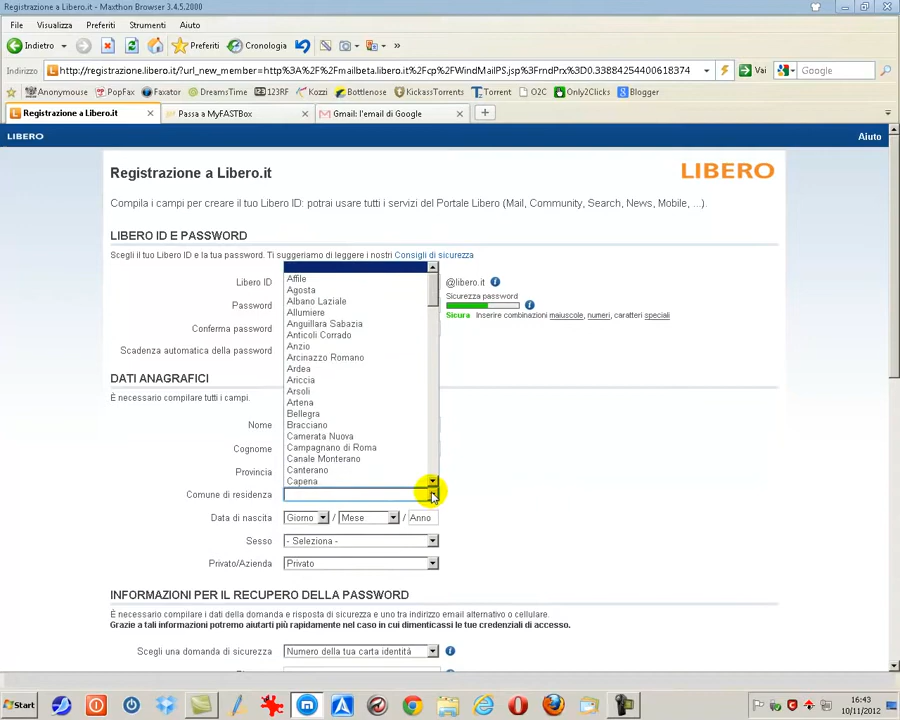 Registrazione a Libero.it - Maxthon Browser 3.4.5.2000
File Visualizza Preferiti Strumenti Aiuto
Indietro Preferiti Cronologia »
Indirizzo http://registrazione.libero.it/?url_new_member=http%3A%2F%2Fmailbeta.libero.it%2Fcp%2FWindMailPS.jsp%3FrndPrx%3D0.33884254400618374 Vai Google
Anonymouse PopFax Faxator DreamsTime 123RF Kozzi Bottlenose KickassTorrents Torrent O2C Only2Clicks Blogger
Registrazione a Libero.it Passa a MyFASTBox Gmail: l'email di Google
LIBERO Aiuto
Registrazione a Libero.it LIBERO
Compila i campi per creare il tuo Libero ID: potrai usare tutti i servizi del Portale Libero (Mail, Community, Search, News, Mobile, ...).
LIBERO ID E PASSWORD
Scegli il tuo Libero ID e la tua password. Ti suggeriamo di leggere i nostri Consigli di sicurezza
Libero ID @libero.it
Password Sicurezza password
Sicura Inserire combinazioni maiuscole, numeri, caratteri speciali
Conferma password
Scadenza automatica della password
DATI ANAGRAFICI
È necessario compilare tutti i campi.
Nome
Cognome
Provincia
Comune di residenza
Affile
Agosta
Albano Laziale
Allumiere
Anguillara Sabazia
Anticoli Corrado
Anzio
Arcinazzo Romano
Ardea
Ariccia
Arsoli
Artena
Bellegra
Bracciano
Camerata Nuova
Campagnano di Roma
Canale Monterano
Canterano
Capena
Data di nascita Giorno / Mese / Anno
Sesso - Seleziona -
Privato/Azienda Privato
INFORMAZIONI PER IL RECUPERO DELLA PASSWORD
È necessario compilare i dati della domanda e risposta di sicurezza e uno tra indirizzo email alternativo o cellulare.
Grazie a tali informazioni potremo aiutarti più rapidamente nel caso in cui dimenticassi le tue credenziali di accesso.
Scegli una domanda di sicurezza Numero della tua carta identità
Start
16:43
10/11/2012